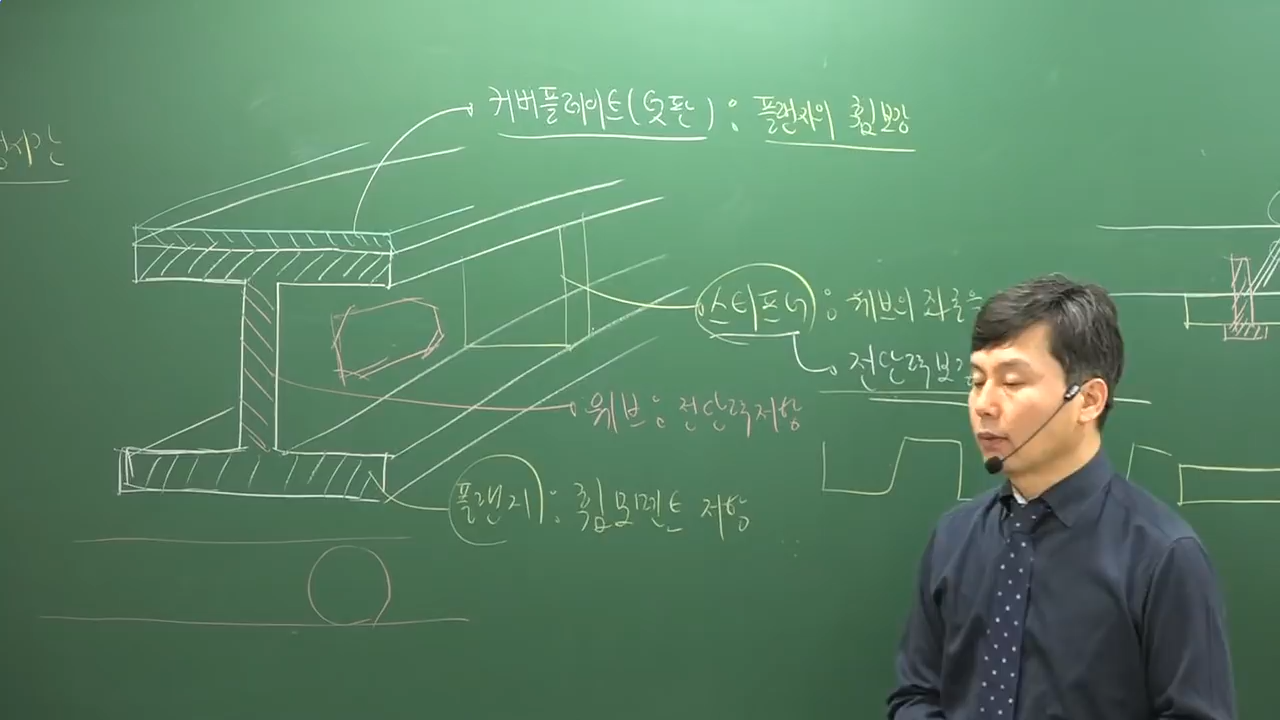 커버플레이트(덧판) : 플랜지의 휨보강
스티프너 : 웨브의 좌굴을
전단력보강
웨브 : 전단력저항
플랜지 : 휨모멘트 저항